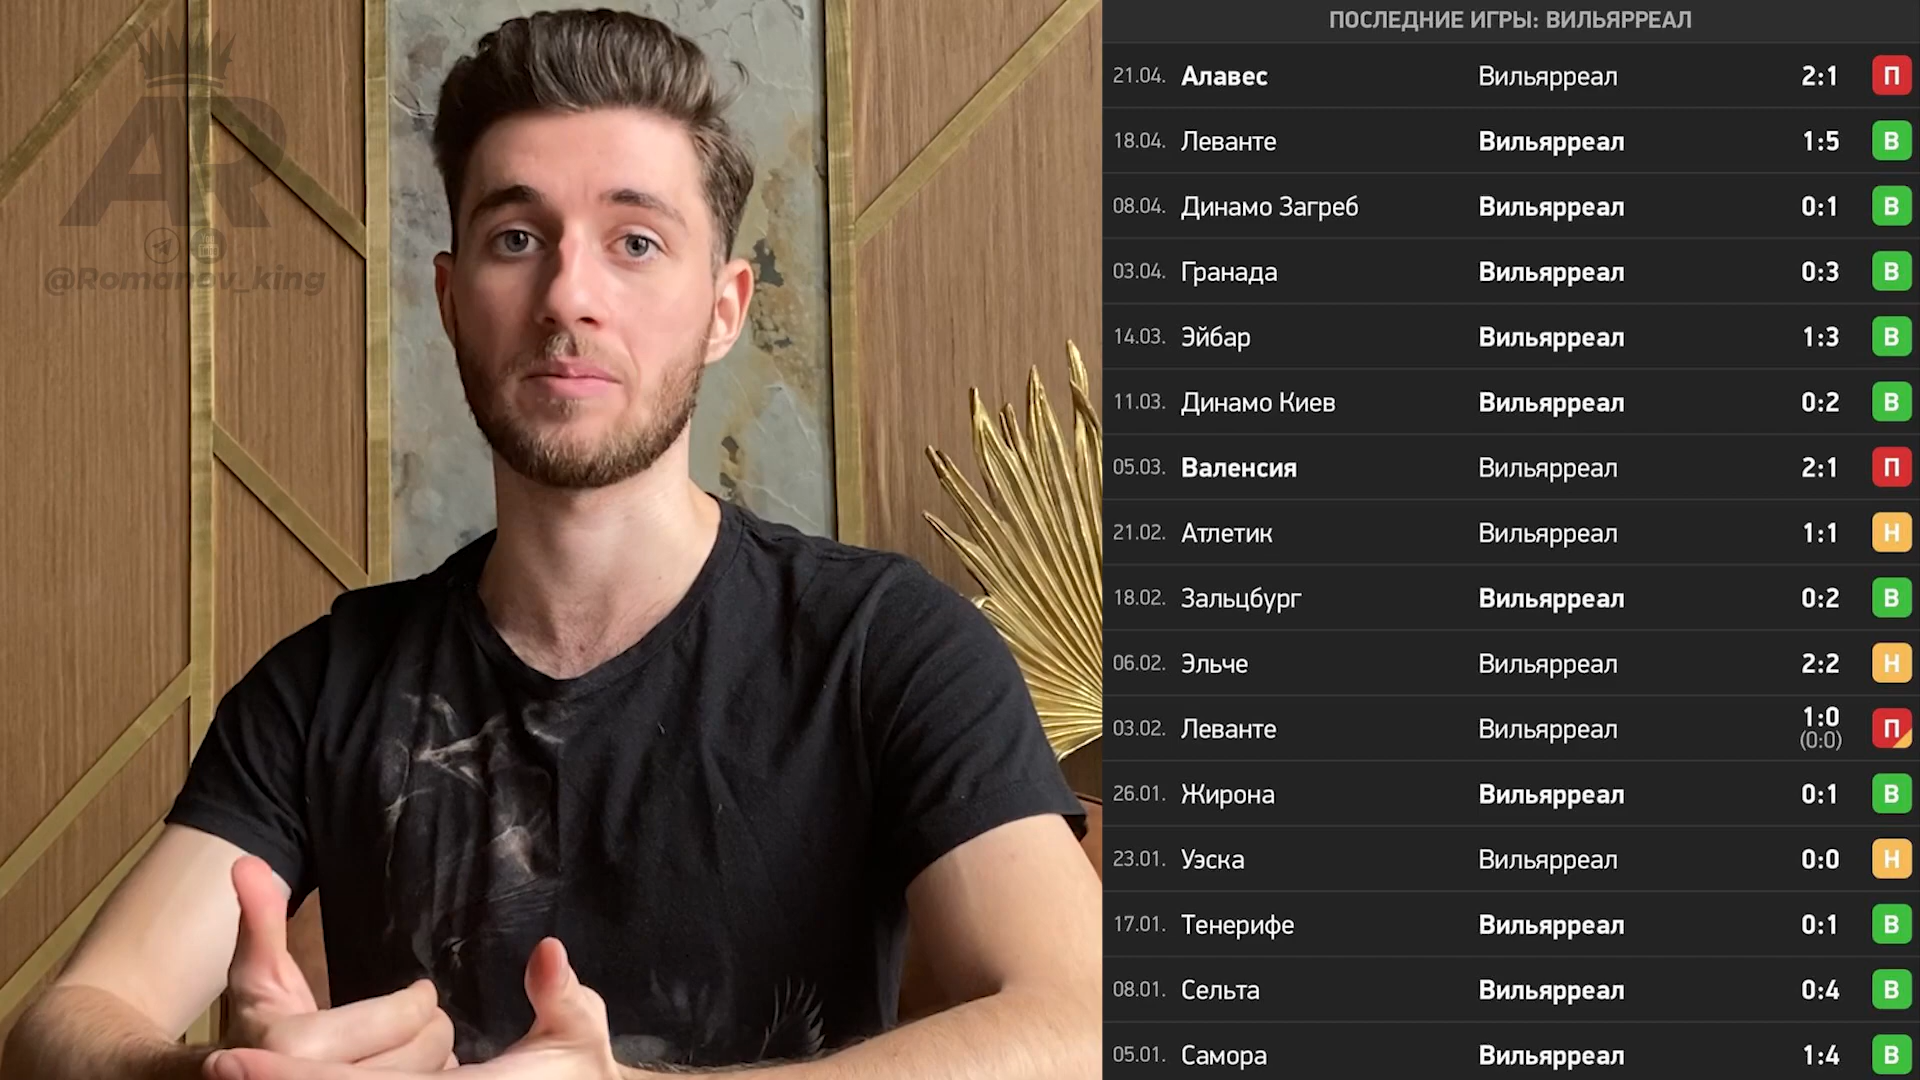 AR
You
Tube
@Romanov_king
ПОСЛЕДНИЕ ИГРЫ: ВИЛЬЯРРЕАЛ
21.04. Алавес Вильярреал 2:1 П
18.04. Леванте Вильярреал 1:5 В
08.04. Динамо Загреб Вильярреал 0:1 В
03.04. Гранада Вильярреал 0:3 В
14.03. Эйбар Вильярреал 1:3 В
11.03. Динамо Киев Вильярреал 0:2 В
05.03. Валенсия Вильярреал 2:1 П
21.02. Атлетик Вильярреал 1:1 Н
18.02. Зальцбург Вильярреал 0:2 В
06.02. Эльче Вильярреал 2:2 Н
03.02. Леванте Вильярреал 1:0 П
(0:0)
26.01. Жирона Вильярреал 0:1 В
23.01. Уэска Вильярреал 0:0 Н
17.01. Тенерифе Вильярреал 0:1 В
08.01. Сельта Вильярреал 0:4 В
05.01. Самора Вильярреал 1:4 В